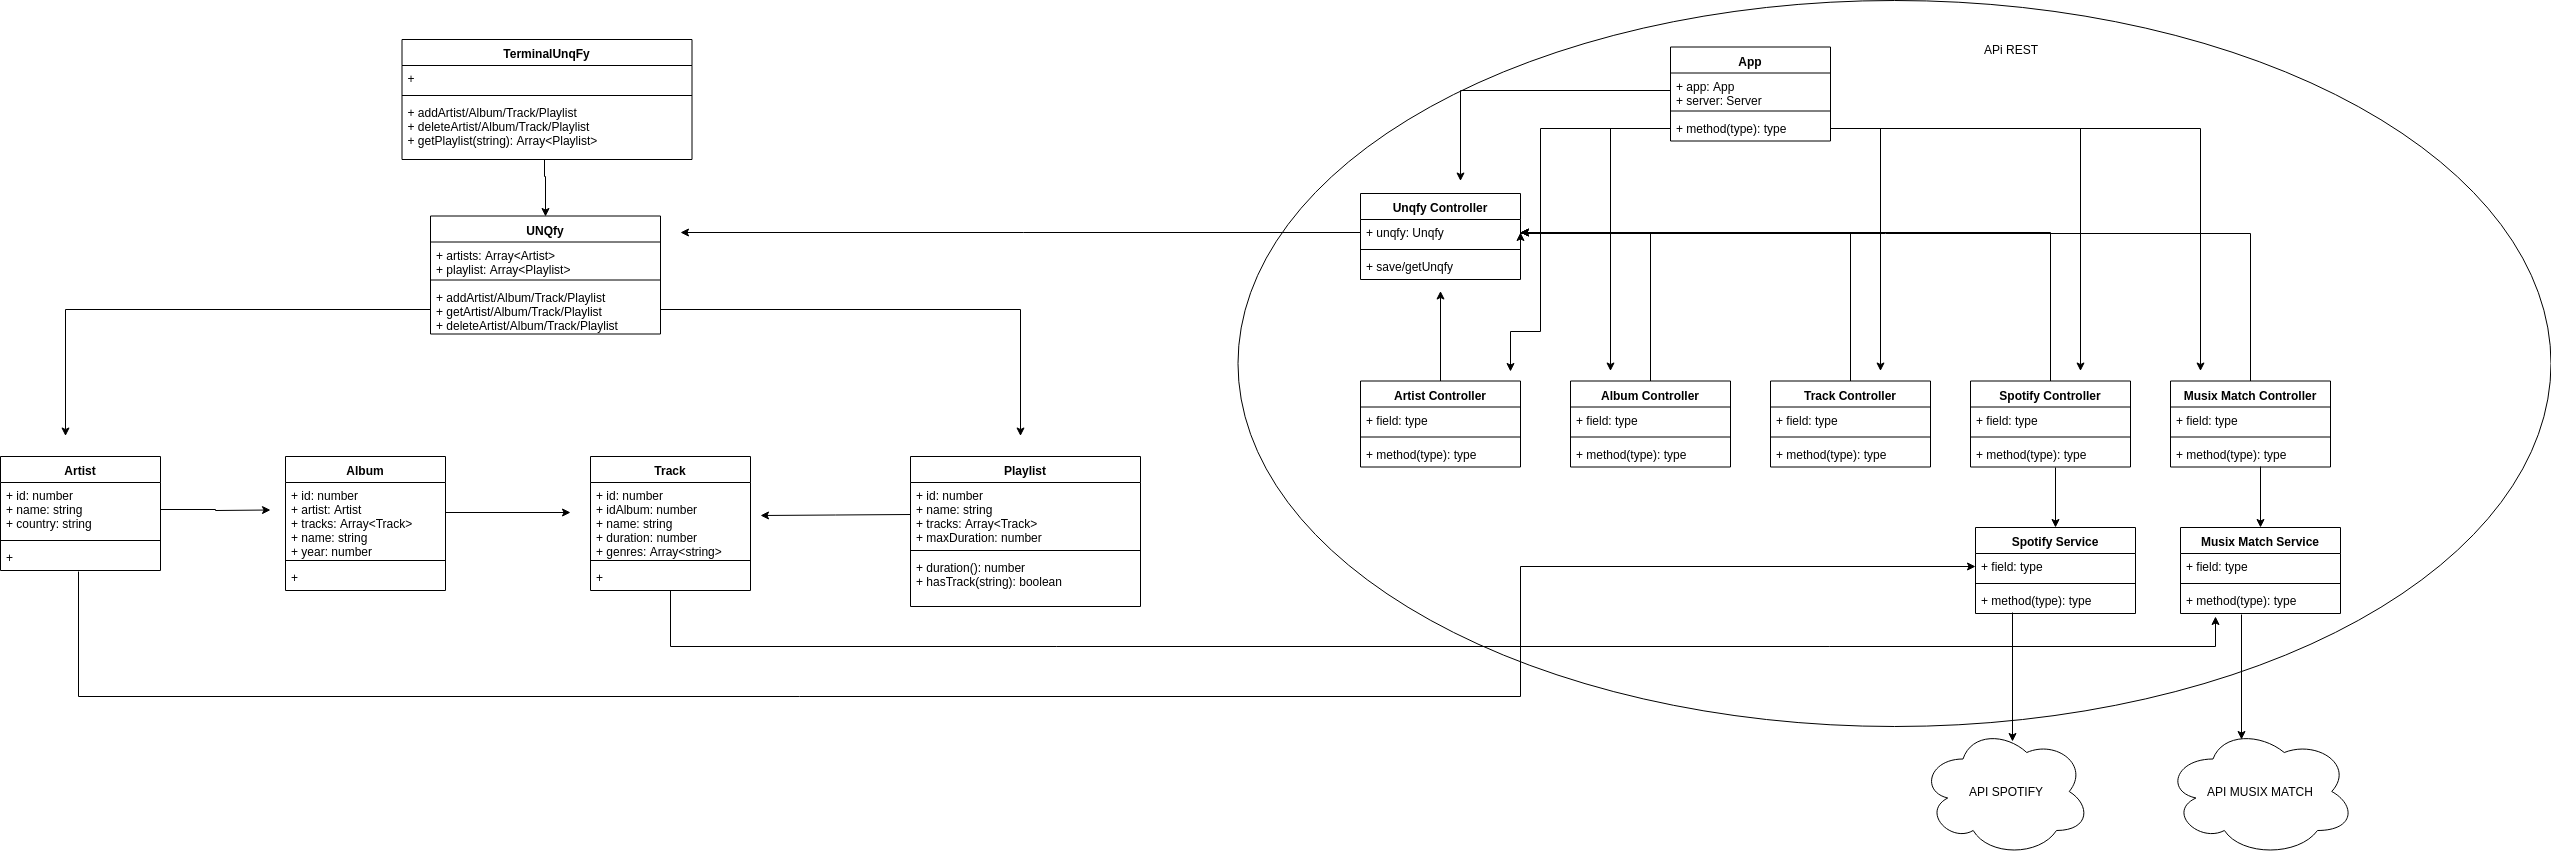 APi REST
TerminalUnqFy
+
+ addArtist/Album/Track/Playlist
+ deleteArtist/Album/Track/Playlist
+ getPlaylist(string): Array<Playlist>
App
+ app: App
+ server: Server
+ method(type): type
UNQfy
+ artists: Array<Artist>
+ playlist: Array<Playlist>
+ addArtist/Album/Track/Playlist
+ getArtist/Album/Track/Playlist
+ deleteArtist/Album/Track/Playlist
Unqfy Controller
+ unqfy: Unqfy
+ save/getUnqfy
Artist Controller
+ field: type
+ method(type): type
Album Controller
+ field: type
+ method(type): type
Track Controller
+ field: type
+ method(type): type
Spotify Controller
+ field: type
+ method(type): type
Musix Match Controller
+ field: type
+ method(type): type
Artist
+ id: number
+ name: string
+ country: string
+
Album
+ id: number
+ artist: Artist
+ tracks: Array<Track>
+ name: string
+ year: number
+
Track
+ id: number
+ idAlbum: number
+ name: string
+ duration: number
+ genres: Array<string>
+
Playlist
+ id: number
+ name: string
+ tracks: Array<Track>
+ maxDuration: number
+ duration(): number
+ hasTrack(string): boolean
Spotify Service
+ field: type
+ method(type): type
Musix Match Service
+ field: type
+ method(type): type
API SPOTIFY
API MUSIX MATCH